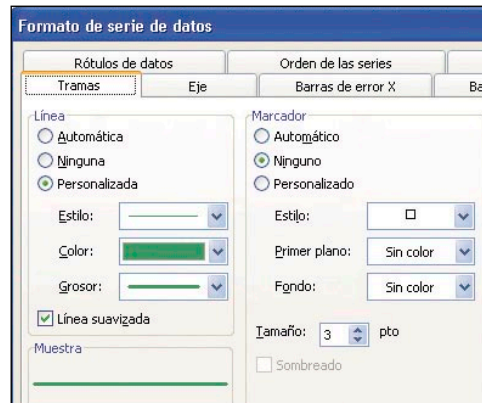 Formato de serie de datos
Rótulos de datos
Orden de las series
Tramas
Eje
Barras de error X
Ba
Línea
Automática
Ninguna
Personalizada
Estilo:
Color:
Grosor:
Línea suavizada
Muestra
Marcador
Automático
Ninguno
Personalizado
Estilo:
Primer plano: Sin color
Fondo: Sin color
Tamaño: 3 pto
Sombreado